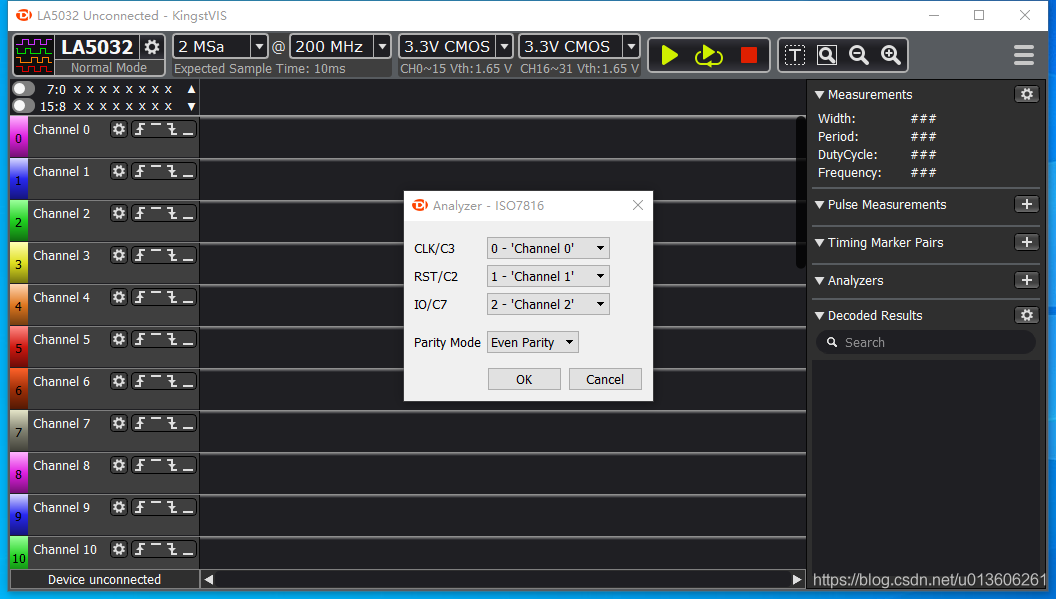 LA5032 Unconnected - KingstVIS
LA5032
Normal Mode
2 MSa @ 200 MHz
Expected Sample Time: 10ms
3.3V CMOS 3.3V CMOS
CH0~15 Vth:1.65 V CH16~31 Vth:1.65 V
T
7:0 x x x x x x x x
15:8 x x x x x x x x
0 Channel 0
1 Channel 1
2 Channel 2
3 Channel 3
4 Channel 4
5 Channel 5
6 Channel 6
7 Channel 7
8 Channel 8
9 Channel 9
10 Channel 10
Device unconnected
Analyzer - ISO7816
CLK/C3 0 - 'Channel 0'
RST/C2 1 - 'Channel 1'
IO/C7 2 - 'Channel 2'
Parity Mode Even Parity
OK Cancel
Measurements
Width: ###
Period: ###
DutyCycle: ###
Frequency: ###
Pulse Measurements
Timing Marker Pairs
Analyzers
Decoded Results
Search
https://blog.csdn.net/u013606261